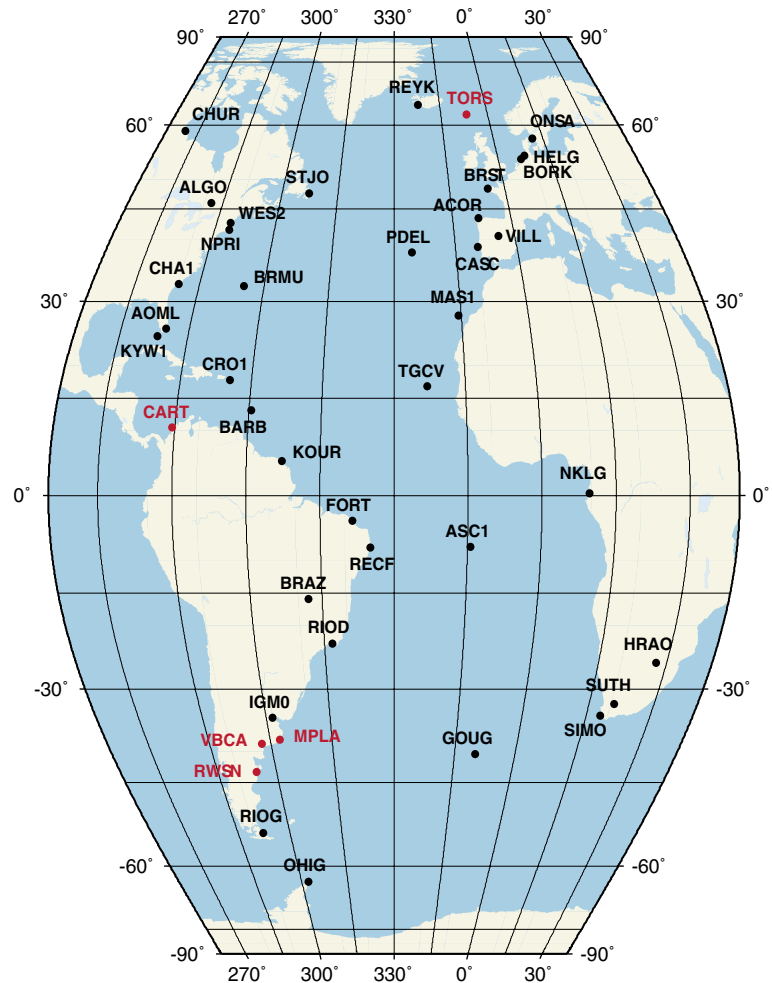 270° 300° 330° 0° 30°
90° 90°
REYK
TORS
CHUR
ONSA
60° 60°
HELG
BORK
BRST
STJO
ALGO
WES2
ACOR
NPRI
PDEL
VILL
CASC
CHA1
BRMU
MAS1
30° 30°
AOML
KYW1
CRO1
TGCV
CART
BARB
KOUR
NKLG
0° 0°
FORT
ASC1
RECF
BRAZ
RIOD
HRAO
SUTH
-30° -30°
IGM0
SIMO
VBCA
MPLA
GOUG
RWSN
RIOG
OHIG
-60° -60°
-90° -90°
270° 300° 330° 0° 30°